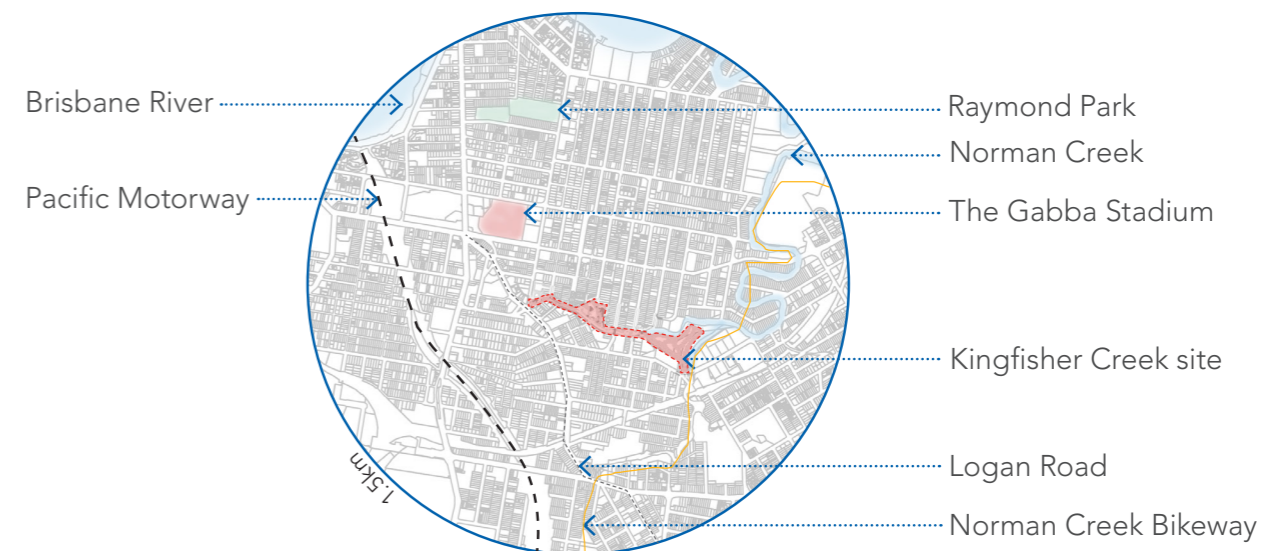 Brisbane River
Pacific Motorway
Raymond Park
Norman Creek
The Gabba Stadium
Kingfisher Creek site
Logan Road
Norman Creek Bikeway
1.5km